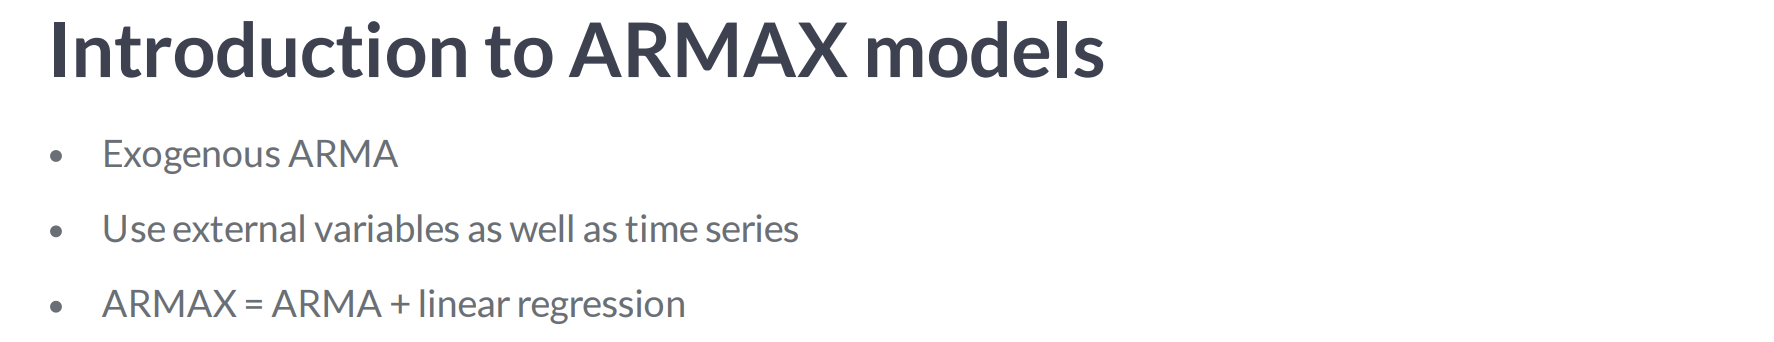 Introduction to ARMAX models
• Exogenous ARMA
• Use external variables as well as time series
• ARMAX = ARMA + linear regression